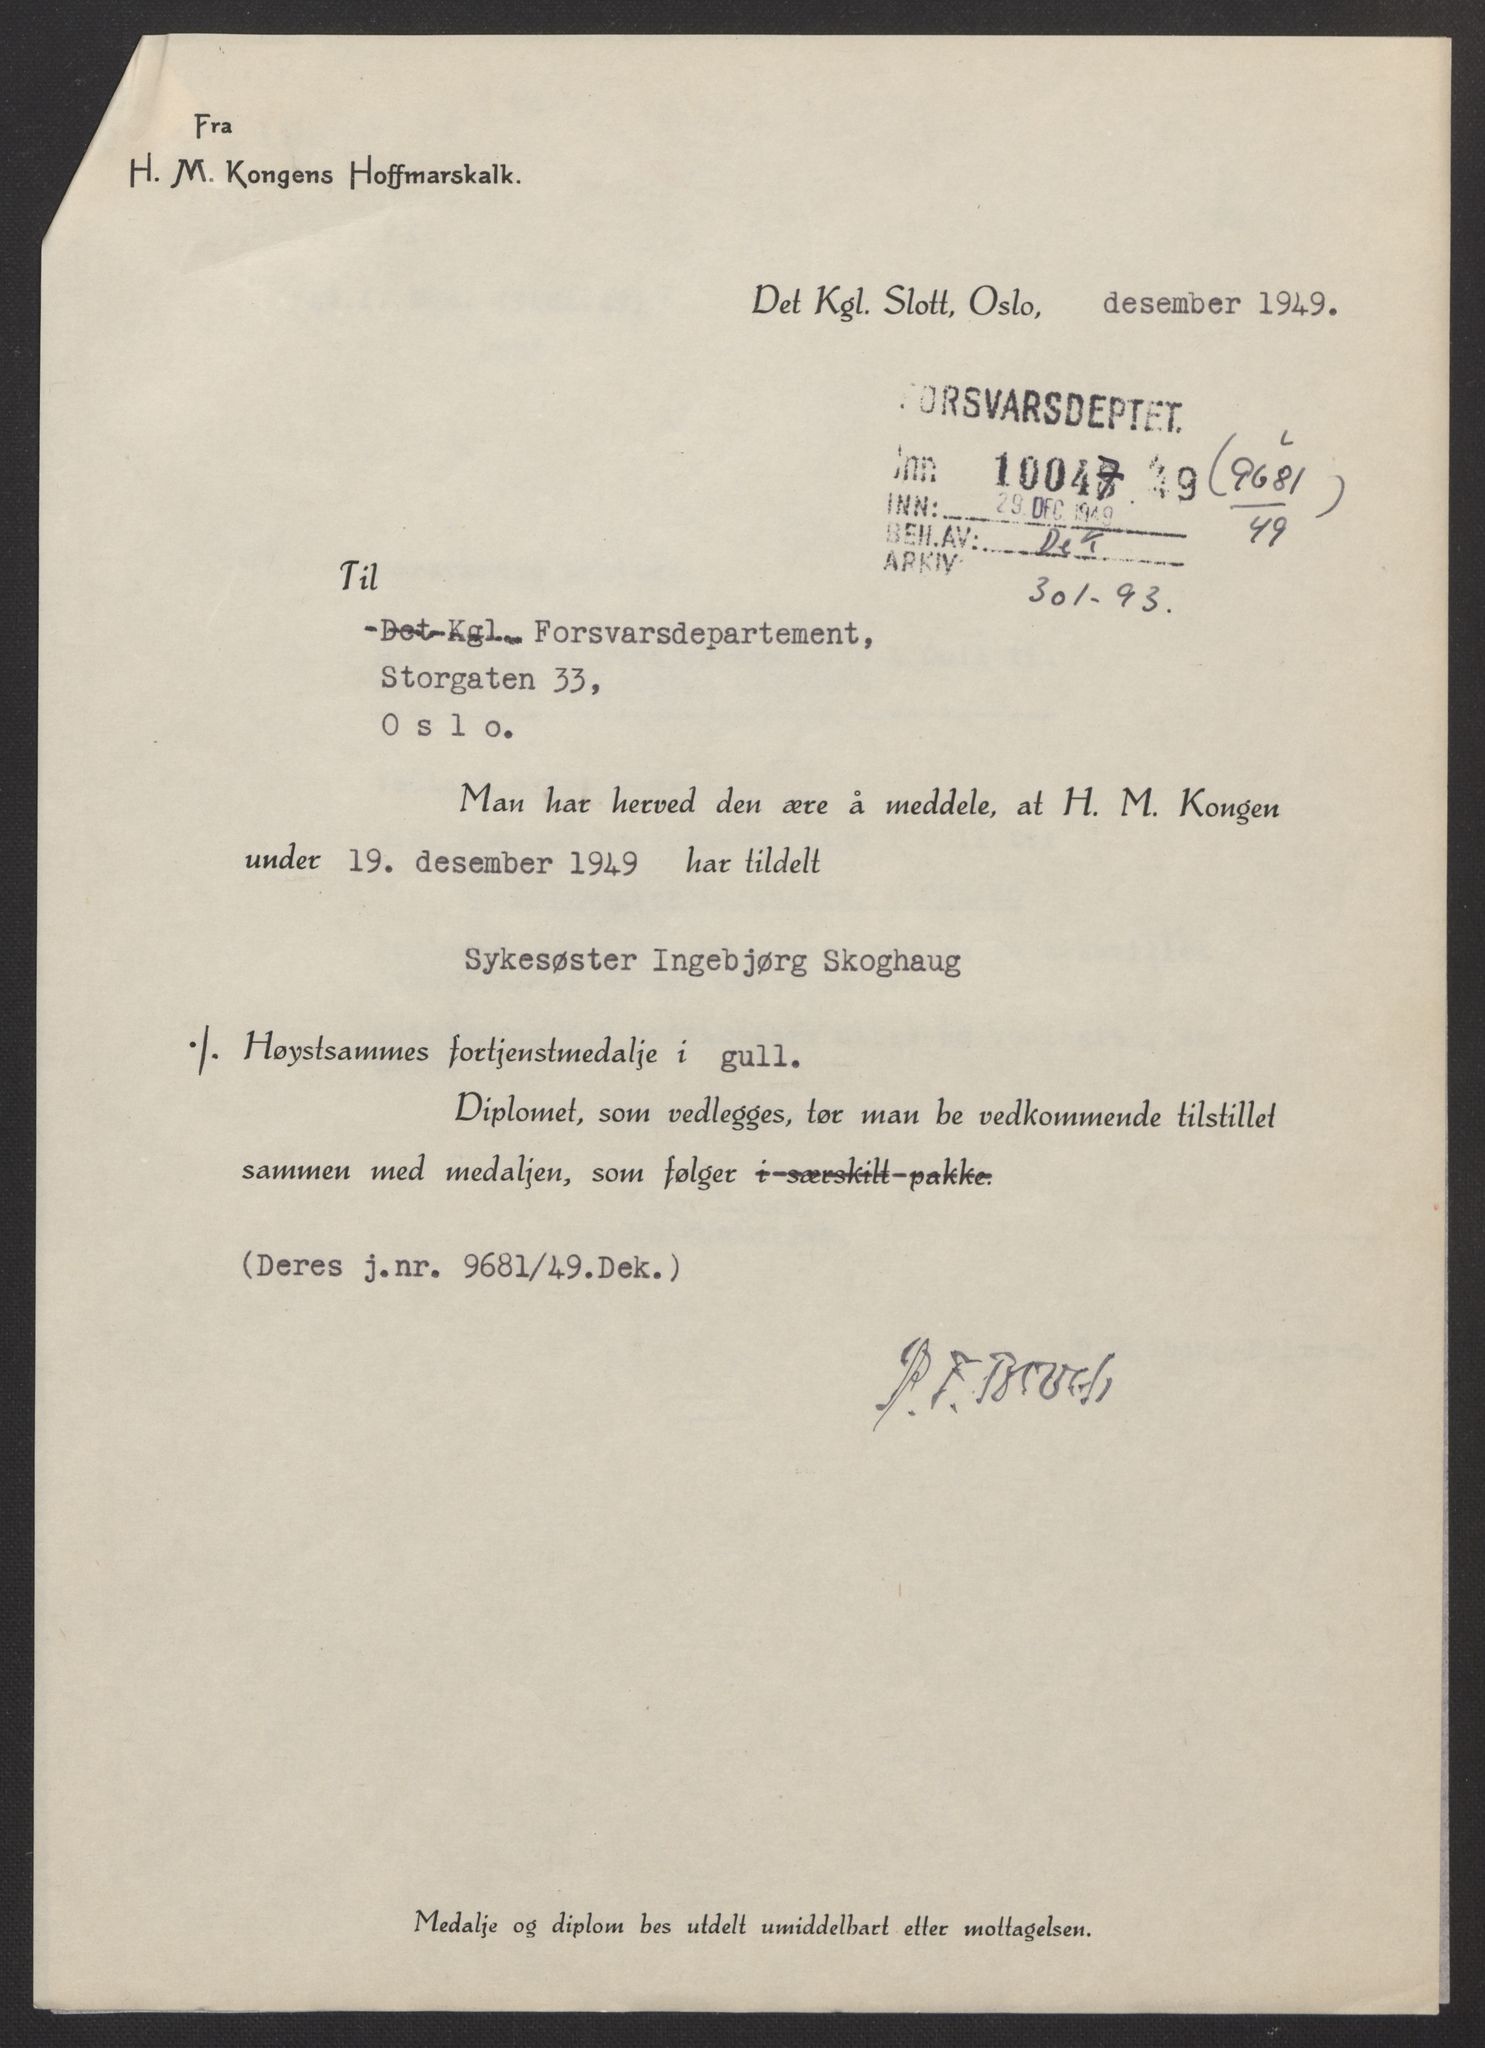 Fra
H. M. Kongens Hoffmarskalk.
Det Kgl. Slott, Oslo, desember 1949.
FORSVARSDEPTET.
Inn 10047 49 (9681/49)
INN: 29. DEC. 1949
BEH. AV:
ARKIV:
301-93.
Til
Det Kgl. Forsvarsdepartement,
Storgaten 33,
O s l o.
Man har herved den ære å meddele, at H. M. Kongen
under 19. desember 1949 har tildelt
Sykesøster Ingebjørg Skoghaug
./. Høystsammes fortjenstmedalje i gull.
Diplomet, som vedlegges, tør man be vedkommende tilstillet
sammen med medaljen, som følger i særskilt pakke.
(Deres j.nr. 9681/49.Dek.)
P. F.
Medalje og diplom bes utdelt umiddelbart etter mottagelsen.